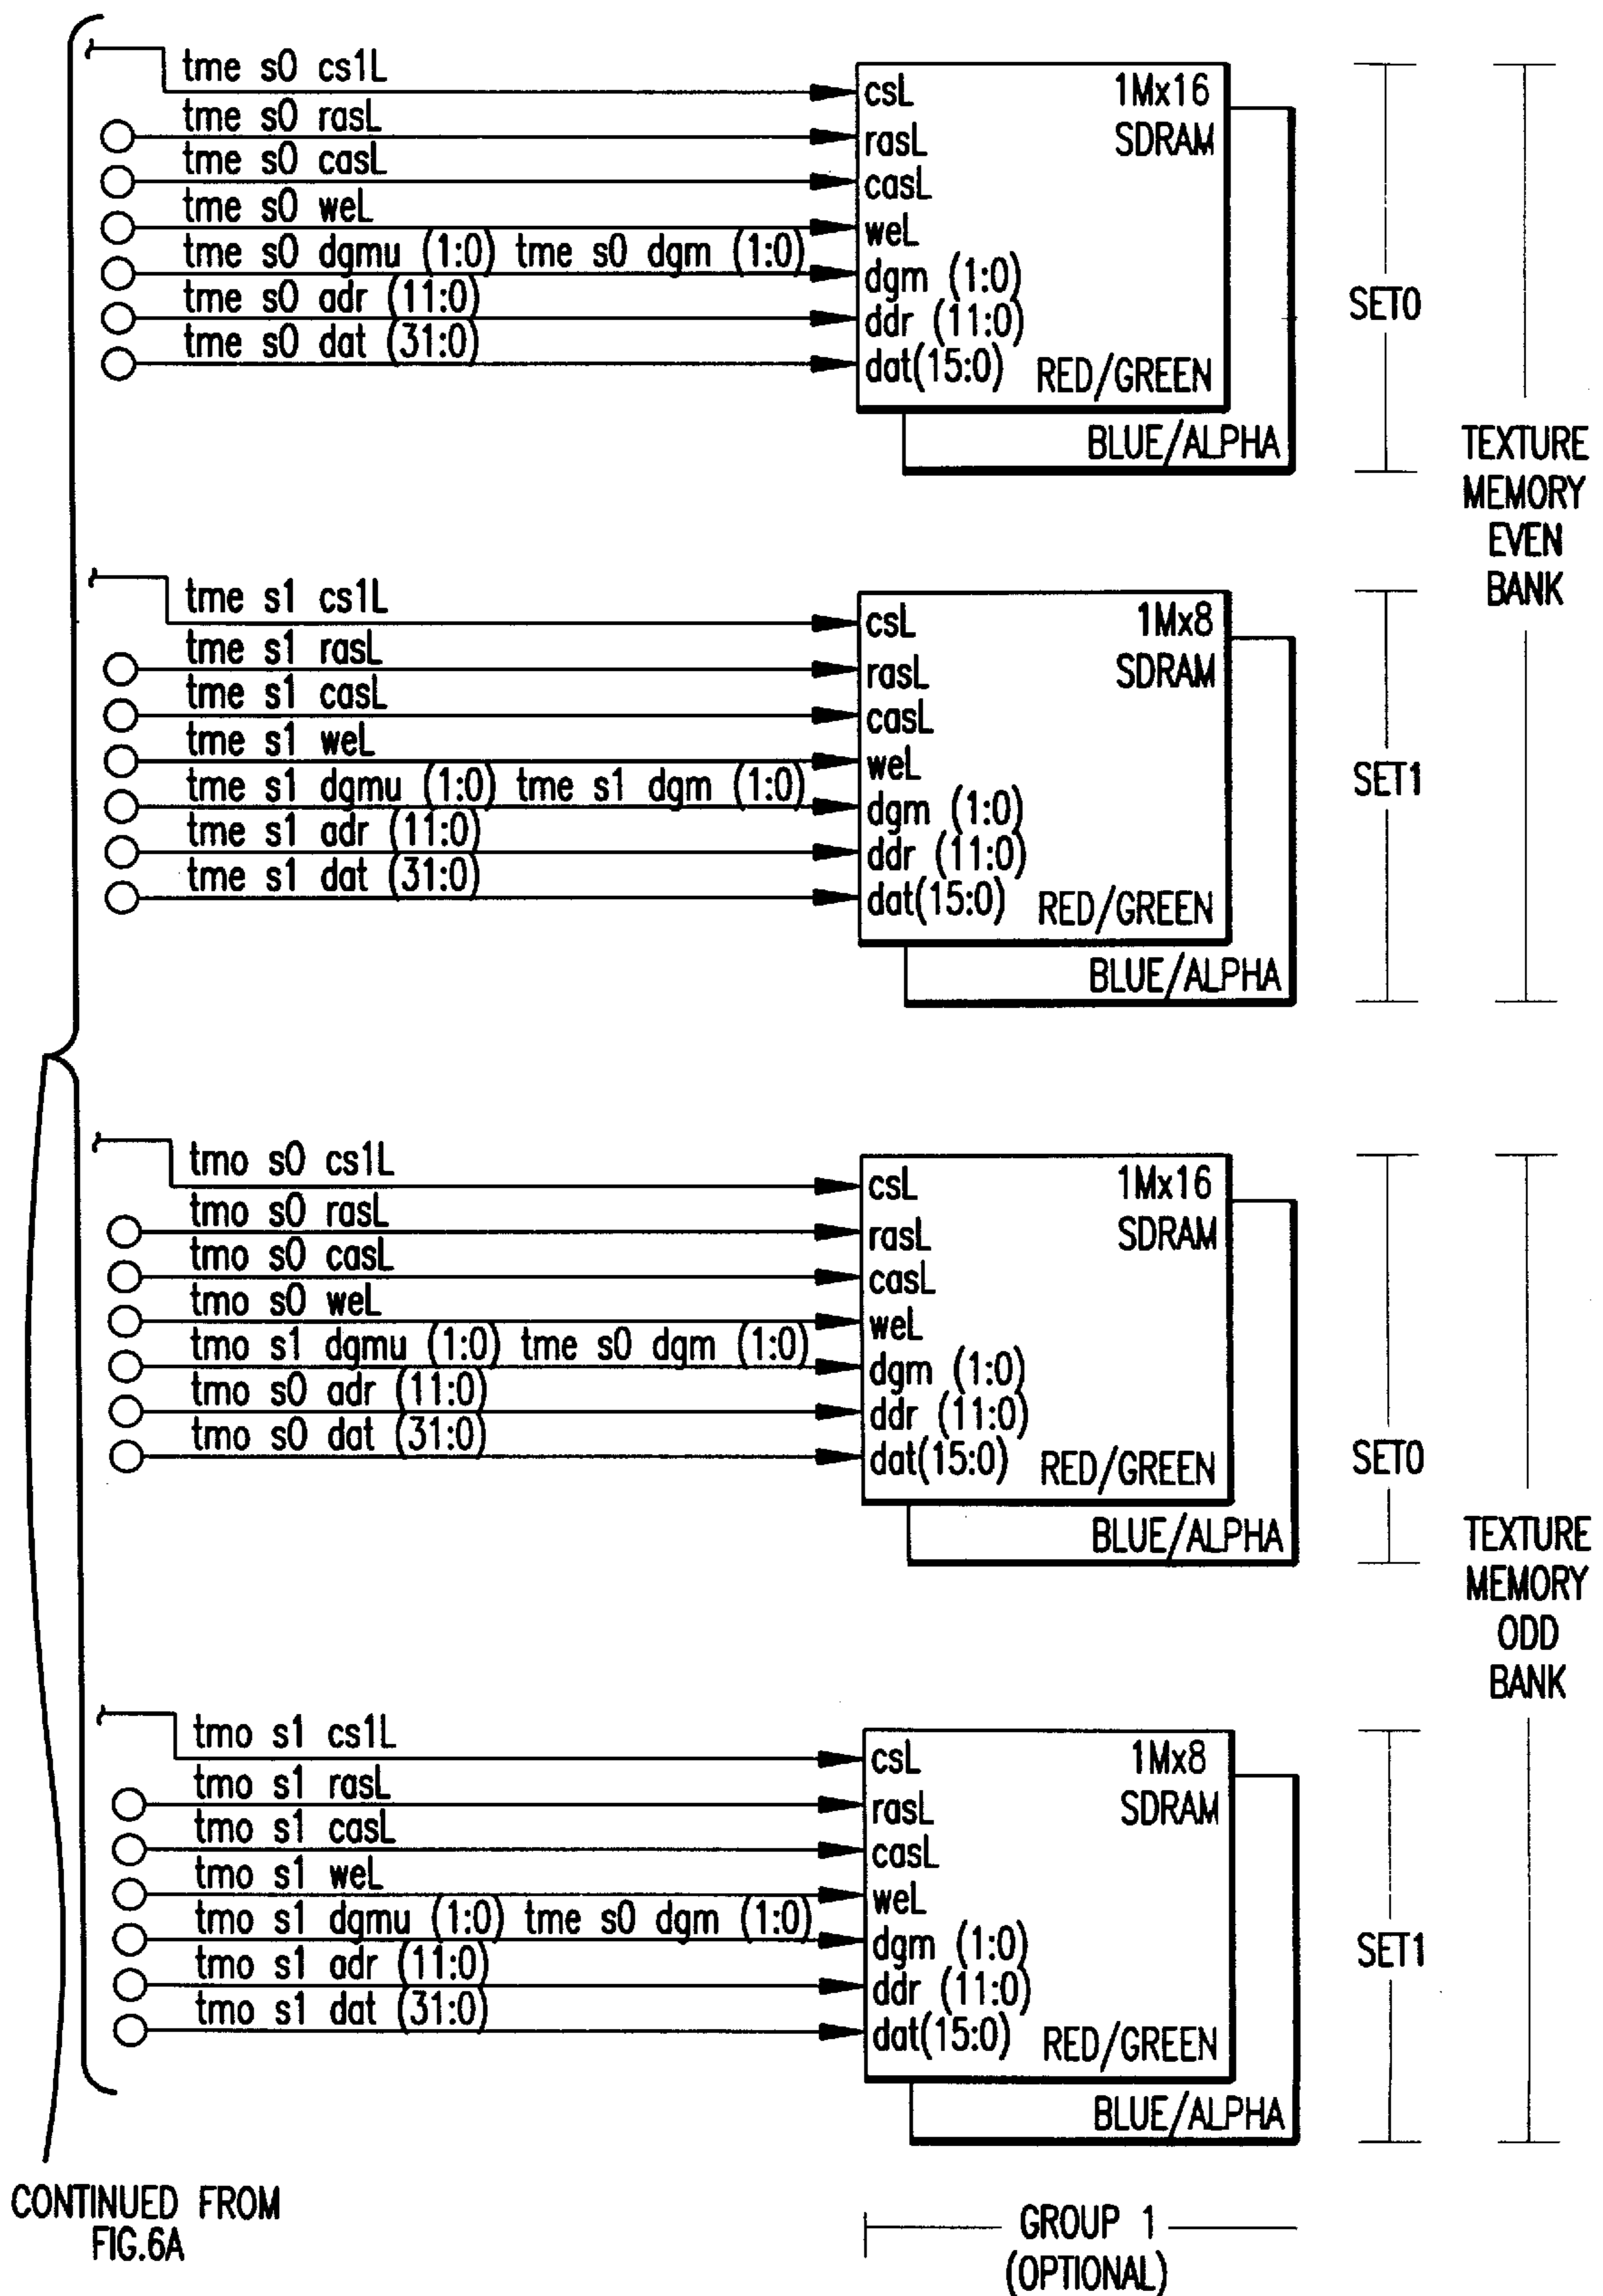 tme s0 cs1L
tme s0 rasL
tme s0 casL
tme s0 weL
tme s0 dgmu (1:0) tme s0 dgm (1:0)
tme s0 adr (11:0)
tme s0 dat (31:0)
csL 1Mx16
rasL SDRAM
casL
weL
dgm (1:0)
ddr (11:0)
dat(15:0) RED/GREEN
BLUE/ALPHA
SET0
tme s1 cs1L
tme s1 rasL
tme s1 casL
tme s1 weL
tme s1 dgmu (1:0) tme s1 dgm (1:0)
tme s1 adr (11:0)
tme s1 dat (31:0)
csL 1Mx8
rasL SDRAM
casL
weL
dgm (1:0)
ddr (11:0)
dat(15:0) RED/GREEN
BLUE/ALPHA
SET1
TEXTURE
MEMORY
EVEN
BANK
tmo s0 cs1L
tmo s0 rasL
tmo s0 casL
tmo s0 weL
tmo s1 dgmu (1:0) tme s0 dgm (1:0)
tmo s0 adr (11:0)
tmo s0 dat (31:0)
csL 1Mx16
rasL SDRAM
casL
weL
dgm (1:0)
ddr (11:0)
dat(15:0) RED/GREEN
BLUE/ALPHA
SET0
tmo s1 cs1L
tmo s1 rasL
tmo s1 casL
tmo s1 weL
tmo s1 dgmu (1:0) tme s0 dgm (1:0)
tmo s1 adr (11:0)
tmo s1 dat (31:0)
csL 1Mx8
rasL SDRAM
casL
weL
dgm (1:0)
ddr (11:0)
dat(15:0) RED/GREEN
BLUE/ALPHA
SET1
TEXTURE
MEMORY
ODD
BANK
CONTINUED FROM
FIG.6A
GROUP 1
(OPTIONAL)